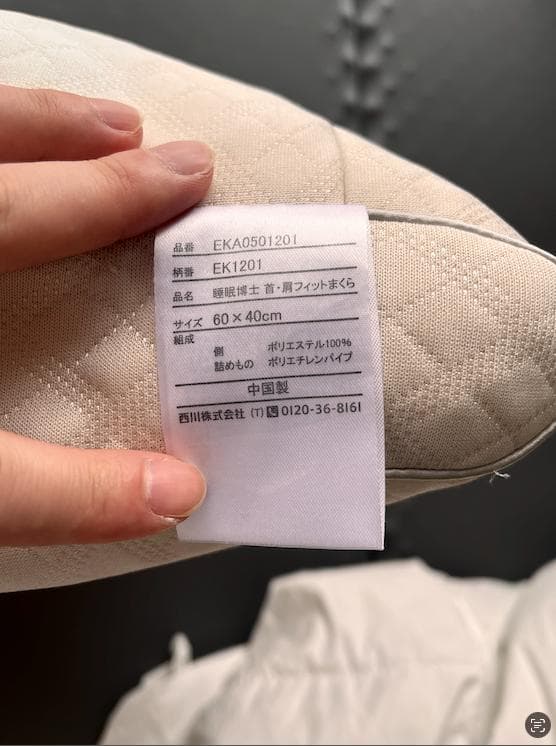 品番 EKA0501201
柄番 EK1201
品名 睡眠博士 首・肩フィットまくら
サイズ 60×40cm
組成
側 ポリエステル100%
詰めもの ポリエチレンパイプ
中国製
西川株式会社 (T) 0120-36-8161